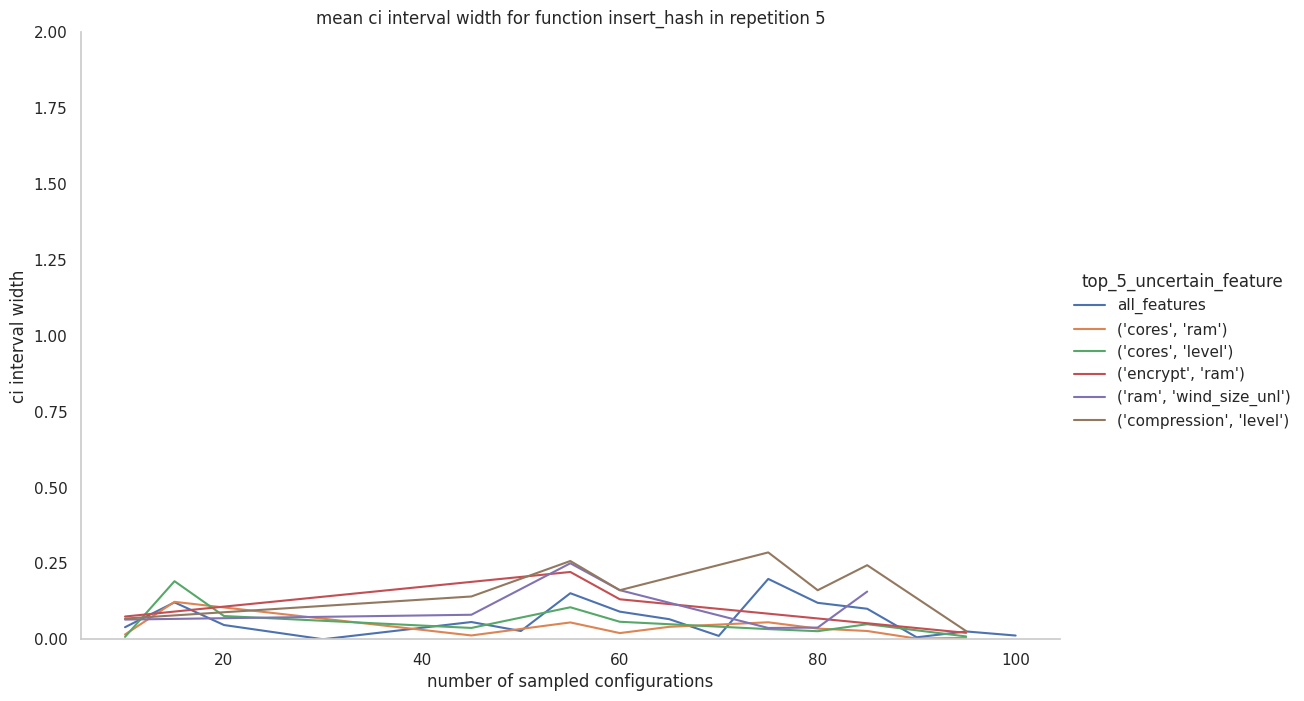 mean ci interval width for function insert_hash in repetition 5
2.00
1.75
1.50
1.25
1.00
0.75
0.50
0.25
0.00
ci interval width
20
40
60
80
100
number of sampled configurations
top_5_uncertain_feature
all_features
('cores', 'ram')
('cores', 'level')
('encrypt', 'ram')
('ram', 'wind_size_unl')
('compression', 'level')